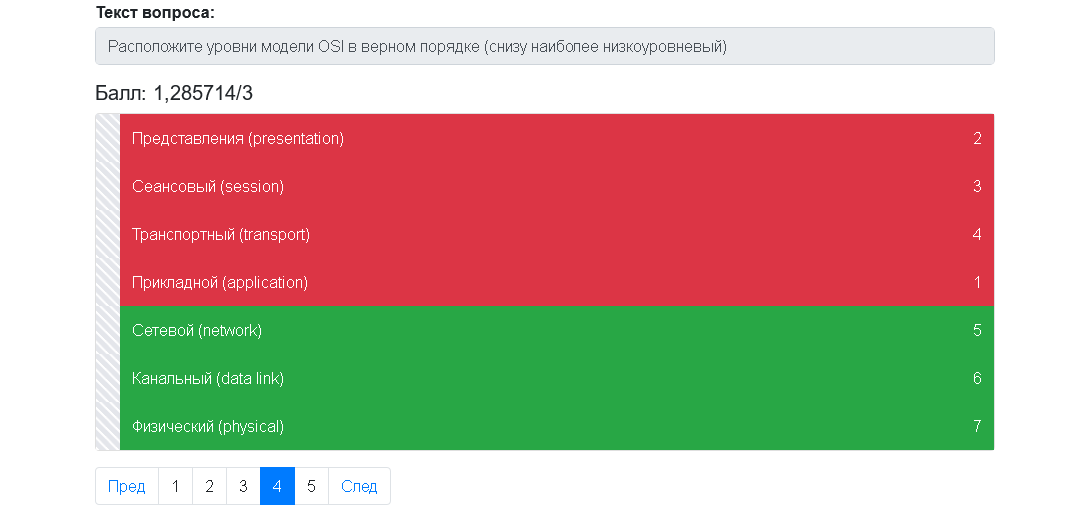 Текст вопроса:
Расположите уровни модели OSI в верном порядке (снизу наиболее низкоуровневый)
Балл: 1,285714/3
Представления (presentation) 2
Сеансовый (session) 3
Транспортный (transport) 4
Прикладной (application) 1
Сетевой (network) 5
Канальный (data link) 6
Физический (physical) 7
Пред 1 2 3 4 5 След